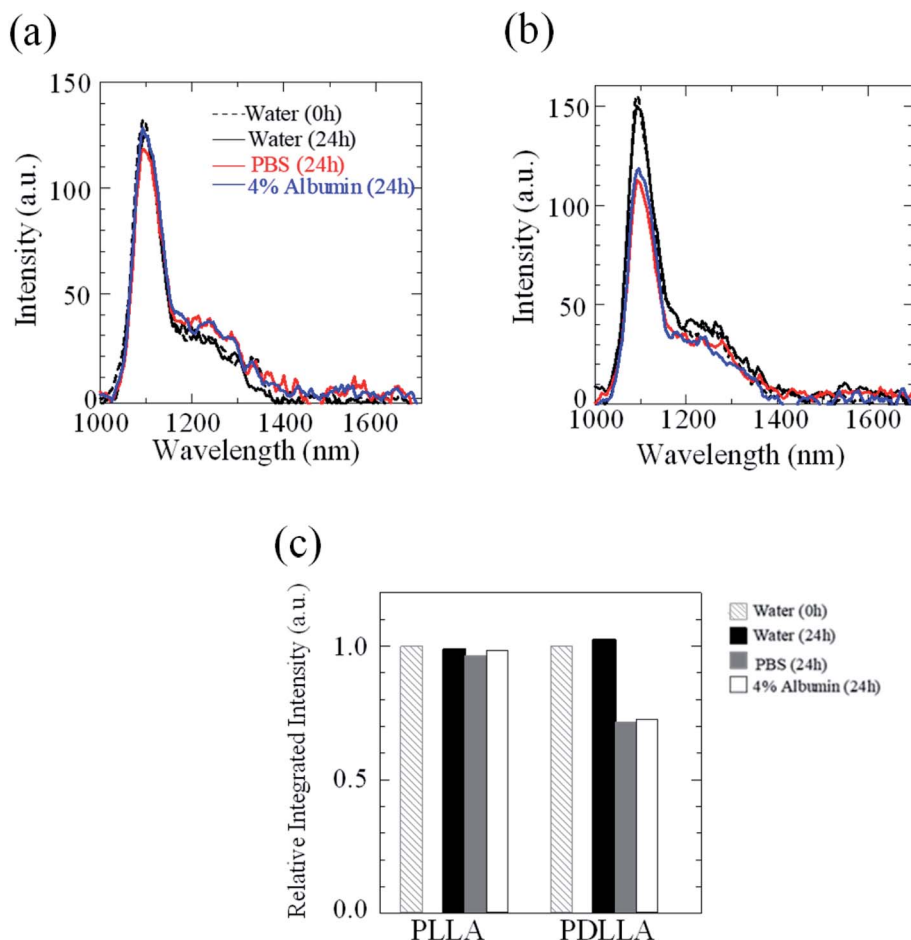 (a)
150
100
50
0
Intensity (a.u.)
Water (0h)
Water (24h)
PBS (24h)
4% Albumin (24h)
1000 1200 1400 1600
Wavelength (nm)
(b)
150
100
50
0
Intensity (a.u.)
1000 1200 1400 1600
Wavelength (nm)
(c)
Relative Integrated Intensity (a.u.)
1.0
0.5
0.0
PLLA PDLLA
Water (0h)
Water (24h)
PBS (24h)
4% Albumin (24h)